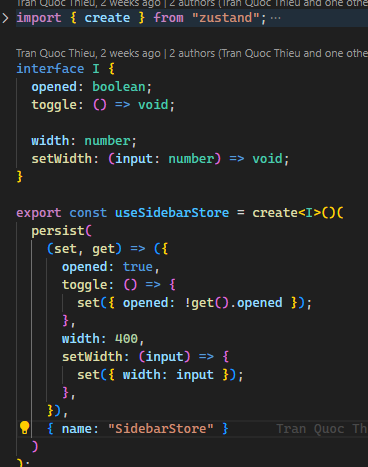 Tran Quoc Thieu, 2 weeks ago | 2 authors (Tran Quoc Thieu and one othe
import { create } from "zustand";…
Tran Quoc Thieu, 2 weeks ago | 2 authors (Tran Quoc Thieu and one othe
interface I {
  opened: boolean;
  toggle: () => void;

  width: number;
  setWidth: (input: number) => void;
}

export const useSidebarStore = create<I>()(
  persist(
    (set, get) => ({
      opened: true,
      toggle: () => {
        set({ opened: !get().opened });
      },
      width: 400,
      setWidth: (input) => {
        set({ width: input });
      },
    }),
    { name: "SidebarStore" }     Tran Quoc Th
  )
);